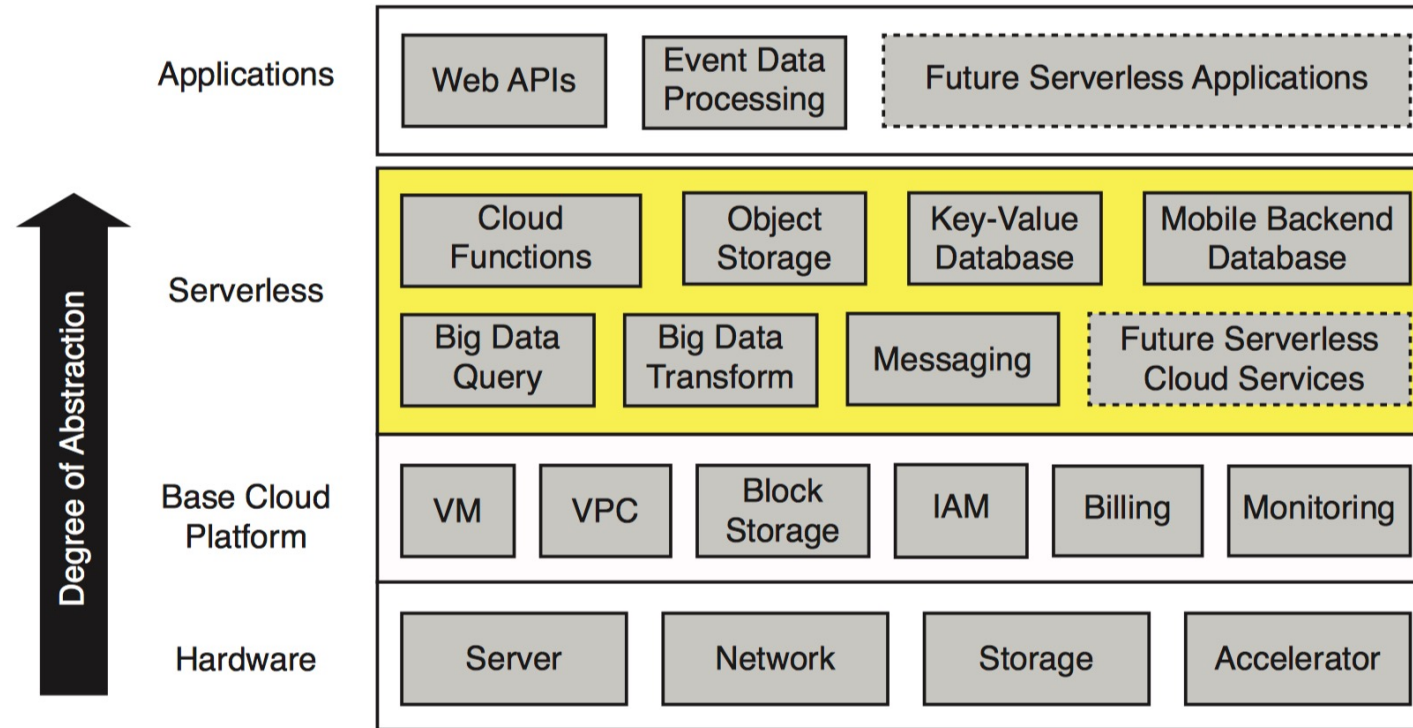 Applications
Web APIs
Event Data
Processing
Future Serverless Applications
Degree of Abstraction
Serverless
Cloud
Functions
Object
Storage
Key-Value
Database
Mobile Backend
Database
Big Data
Query
Big Data
Transform
Messaging
Future Serverless
Cloud Services
Base Cloud
Platform
VM
VPC
Block
Storage
IAM
Billing
Monitoring
Hardware
Server
Network
Storage
Accelerator